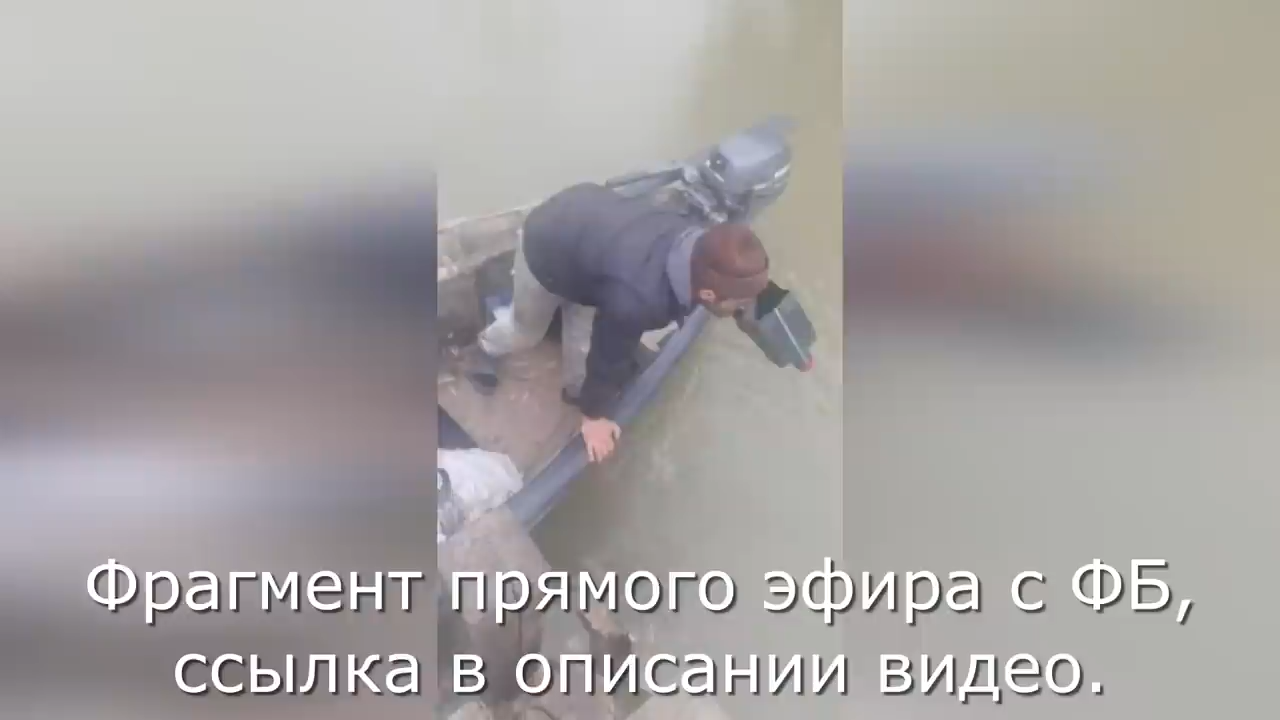 Фрагмент прямого эфира с ФБ,
ссылка в описании видео.